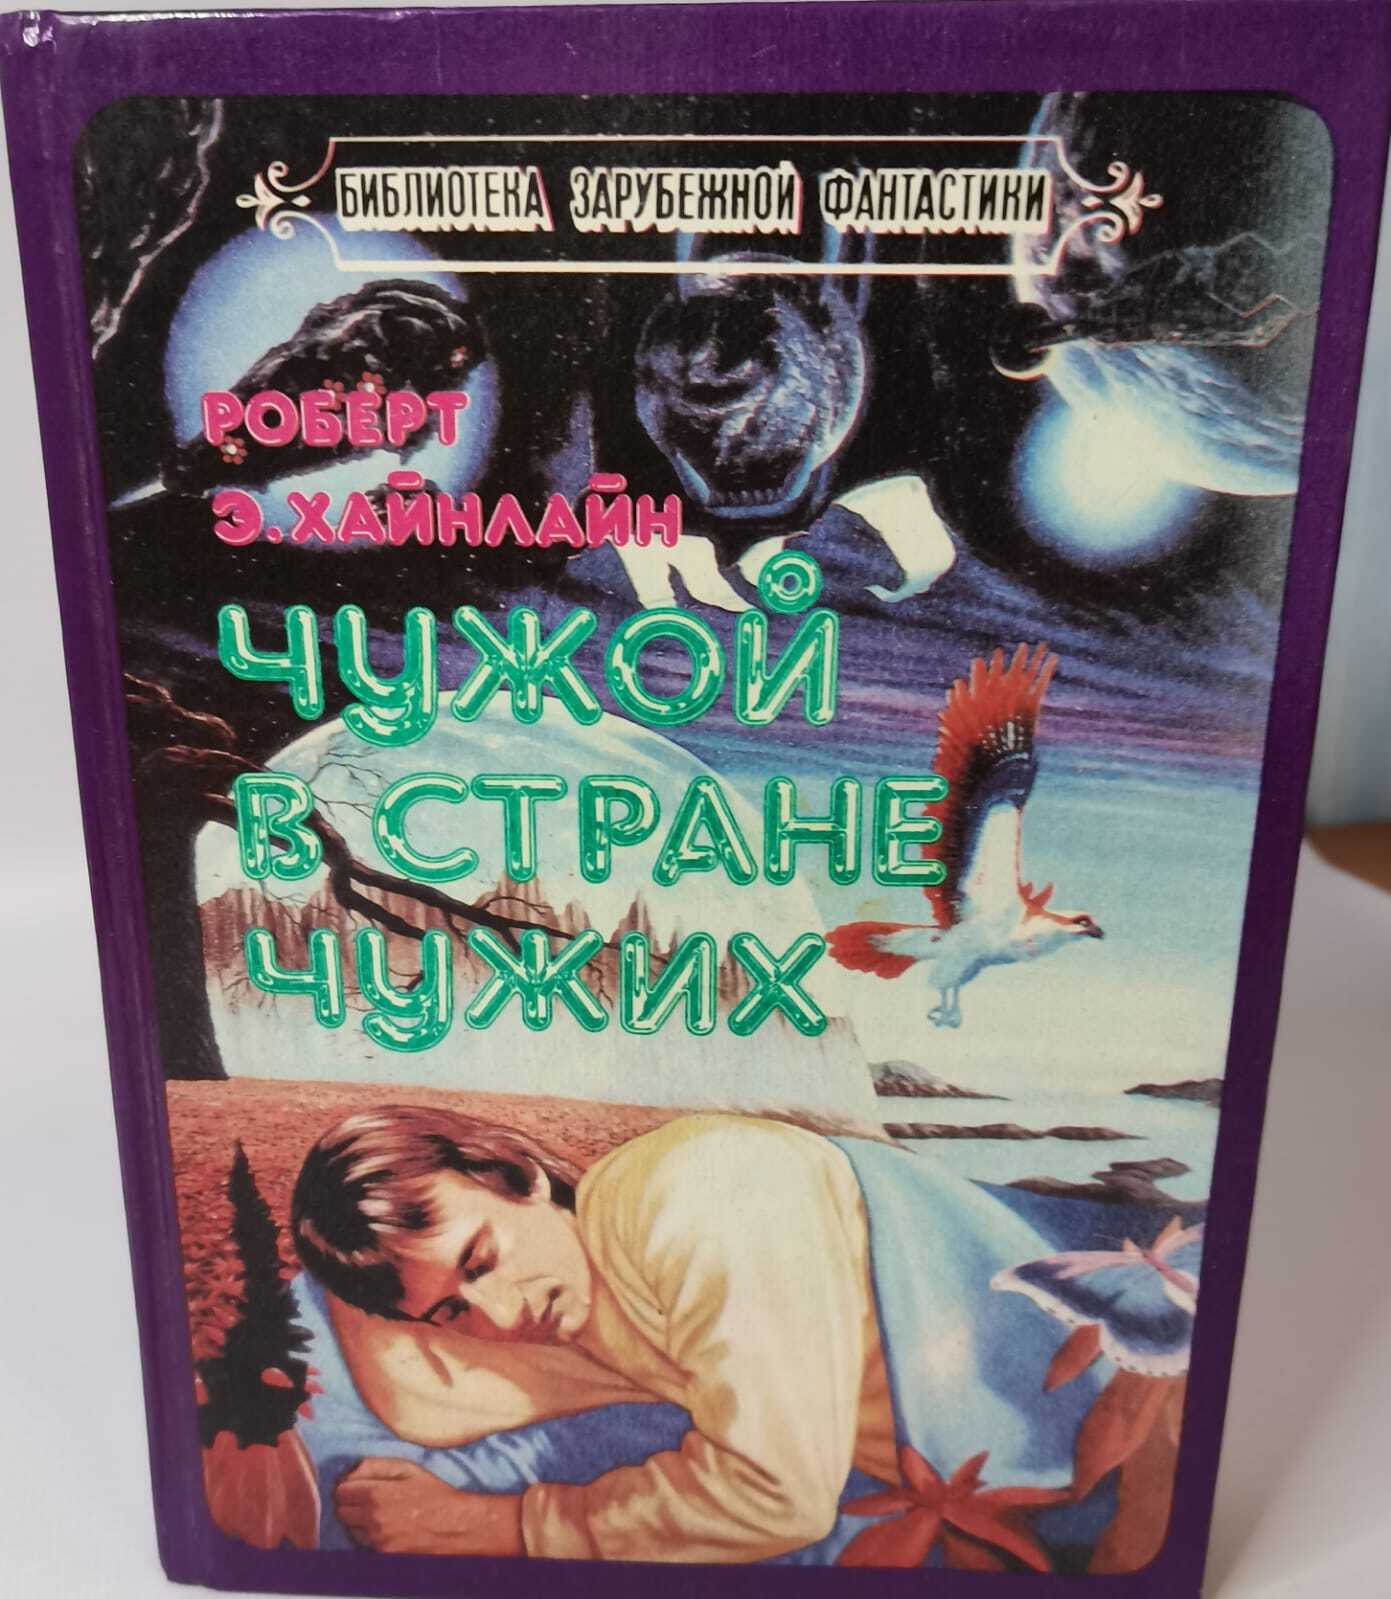 БИБЛИОТЕКА ЗАРУБЕЖНОЙ ФАНТАСТИКИ
РОБЕРТ
Э. ХАЙНЛАЙН
ЧУЖОЙ
В СТРАНЕ
ЧУЖИХ